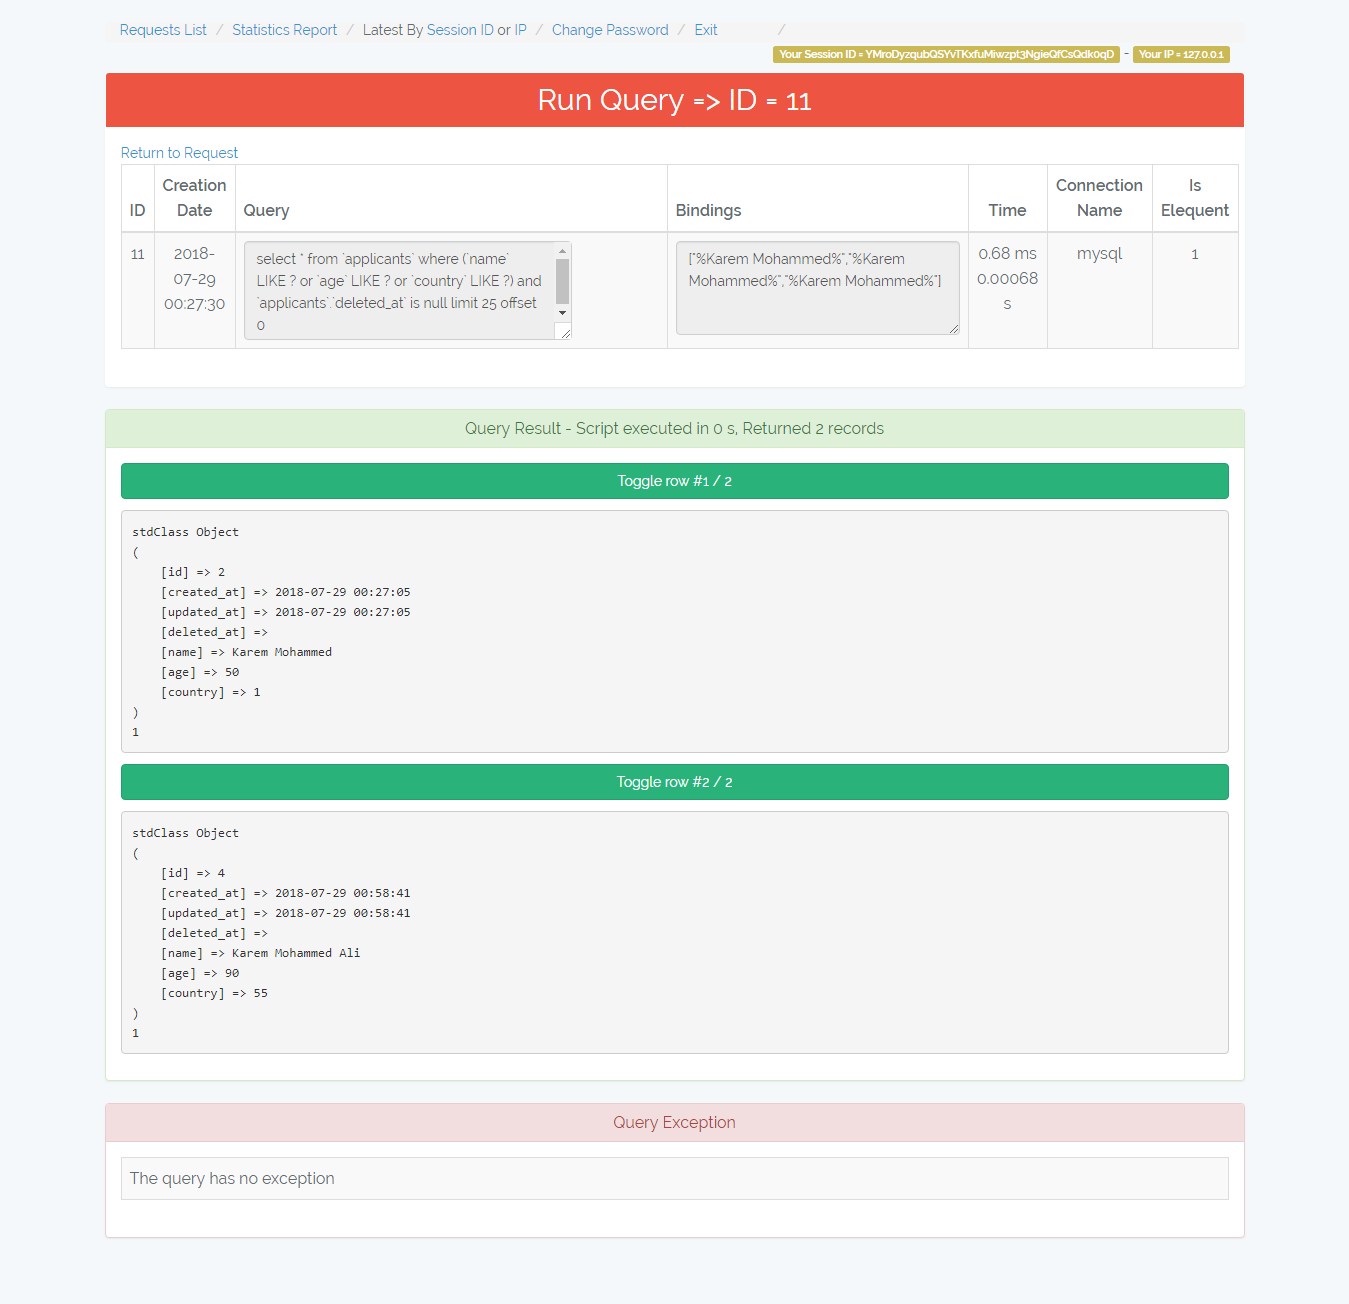 Requests List / Statistics Report / Latest By Session ID or IP / Change Password / Exit /
Your Session ID = YMroDyzqubQSYvTKxfuMiwzpt3NgieQfCsQdk0qD - Your IP = 127.0.0.1
Run Query => ID = 11
Return to Request
ID Creation Date Query Bindings Time Connection Name Is Elequent
11 2018-07-29 00:27:30
select * from `applicants` where (`name`
LIKE ? or `age` LIKE ? or `country` LIKE ?) and
`applicants`.`deleted_at` is null limit 25 offset
0
["%Karem Mohammed%","%Karem
Mohammed%","%Karem Mohammed%"]
0.68 ms
0.00068
s
mysql
1
Query Result - Script executed in 0 s, Returned 2 records
Toggle row #1 / 2
stdClass Object
(
[id] => 2
[created_at] => 2018-07-29 00:27:05
[updated_at] => 2018-07-29 00:27:05
[deleted_at] =>
[name] => Karem Mohammed
[age] => 50
[country] => 1
)
1
Toggle row #2 / 2
stdClass Object
(
[id] => 4
[created_at] => 2018-07-29 00:58:41
[updated_at] => 2018-07-29 00:58:41
[deleted_at] =>
[name] => Karem Mohammed Ali
[age] => 90
[country] => 55
)
1
Query Exception
The query has no exception